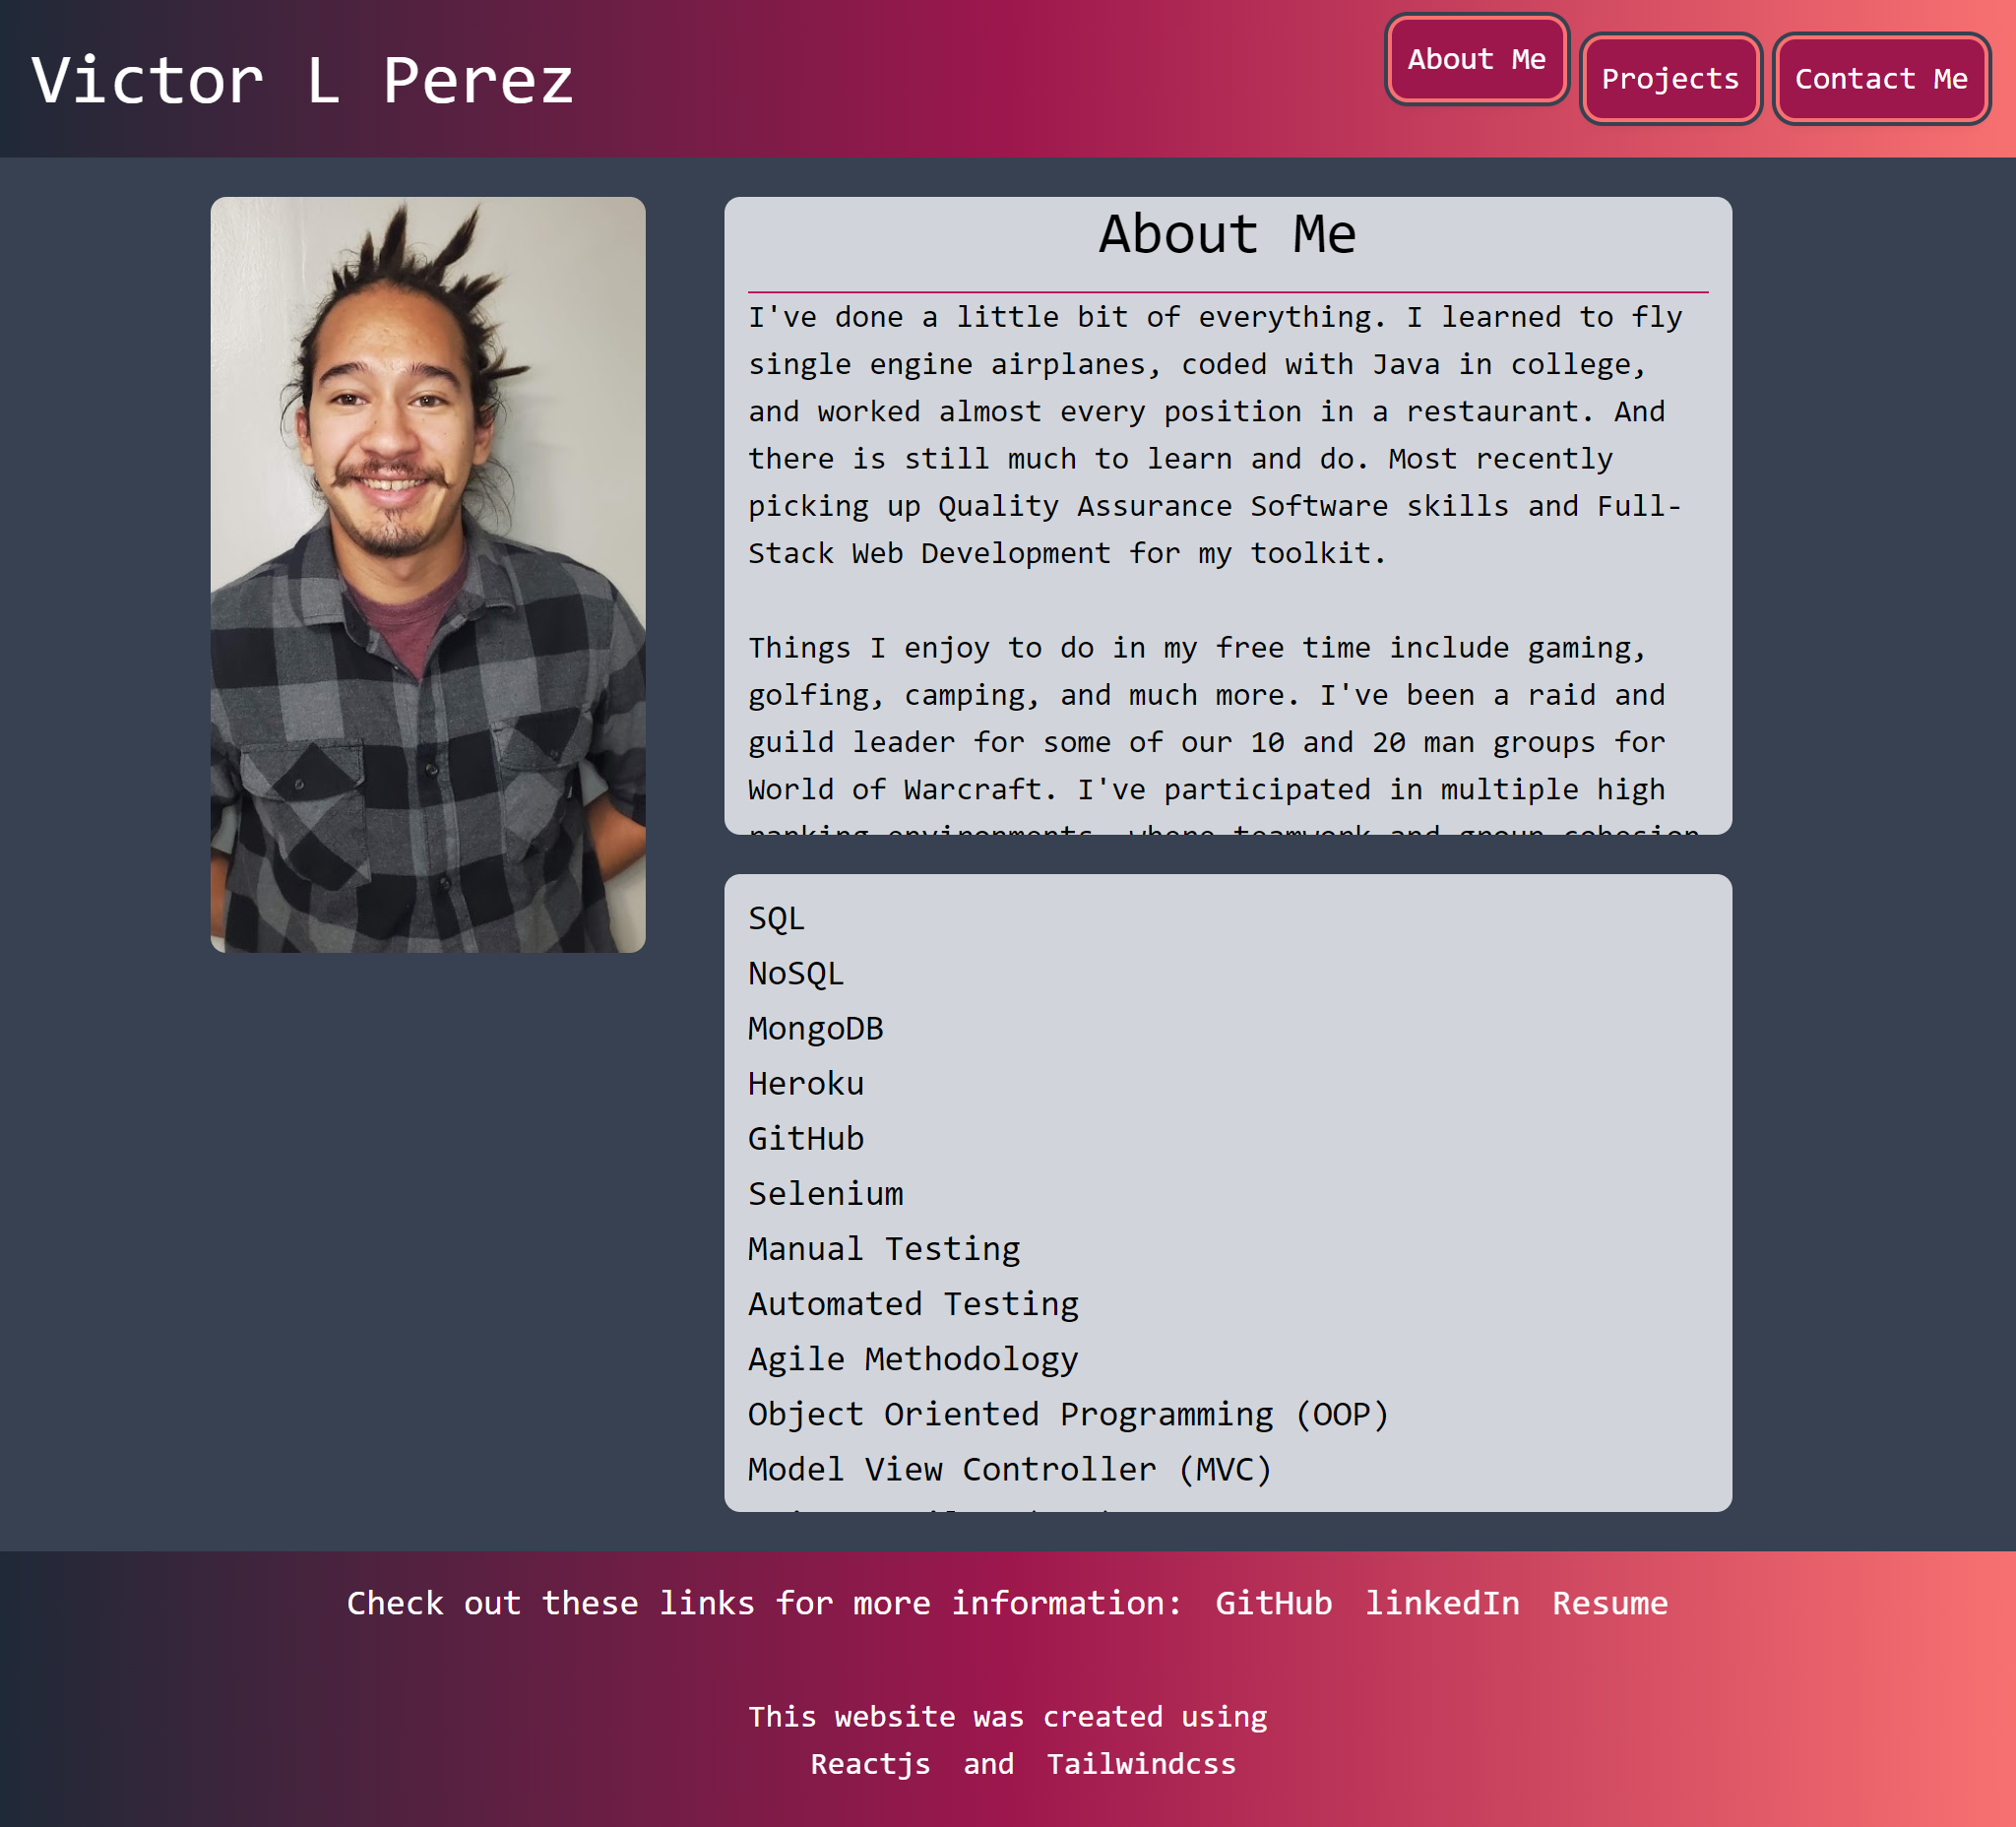 Victor L Perez
About Me
Projects
Contact Me
About Me
I've done a little bit of everything. I learned to fly
single engine airplanes, coded with Java in college,
and worked almost every position in a restaurant. And
there is still much to learn and do. Most recently
picking up Quality Assurance Software skills and Full-
Stack Web Development for my toolkit.
Things I enjoy to do in my free time include gaming,
golfing, camping, and much more. I've been a raid and
guild leader for some of our 10 and 20 man groups for
World of Warcraft. I've participated in multiple high
ranking environments, where teamwork and group cohesion
SQL
NoSQL
MongoDB
Heroku
GitHub
Selenium
Manual Testing
Automated Testing
Agile Methodology
Object Oriented Programming (OOP)
Model View Controller (MVC)
Check out these links for more information: GitHub linkedIn Resume
This website was created using
Reactjs and Tailwindcss